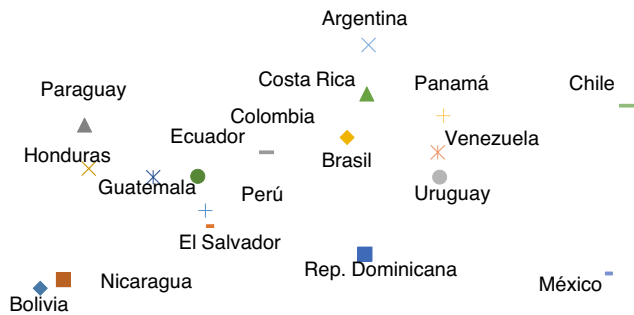 Argentina
Costa Rica
Panamá
Chile
Paraguay
Colombia
Ecuador
Venezuela
Honduras
Brasil
Guatemala
Perú
Uruguay
El Salvador
Rep. Dominicana
Nicaragua
México
Bolivia